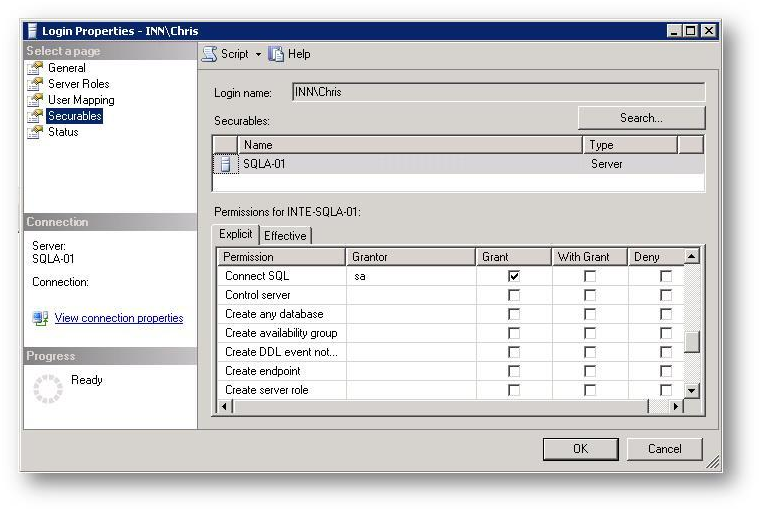 Login Properties - INN\Chris
Select a page
General
Server Roles
User Mapping
Securables
Status
Script
Help
Login name: INN\Chris
Securables:
Search...
Name Type
SQLA-01 Server
Permissions for INTE-SQLA-01:
Explicit Effective
Permission Grantor Grant With Grant Deny
Connect SQL sa
Control server
Create any database
Create availability group
Create DDL event not...
Create endpoint
Create server role
Connection
Server:
SQLA-01
Connection:
View connection properties
Progress
Ready
OK Cancel